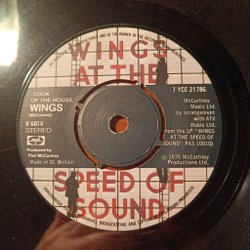 WINGS
AT THE
7 YCE 21786
COOK
OF THE HOUSE
WINGS
(McCartney)
R 6014
STEREO
McCartney
Music Ltd.
by arrangement
with ATV
Music Ltd.
from the LP "WINGS
AT THE SPEED OF
SOUND" PAS 10010)
Produced by
Paul McCartney
Made in Gt. Britain
℗ 1976 McCartney
Productions Ltd.
SPEED OF
SOUND